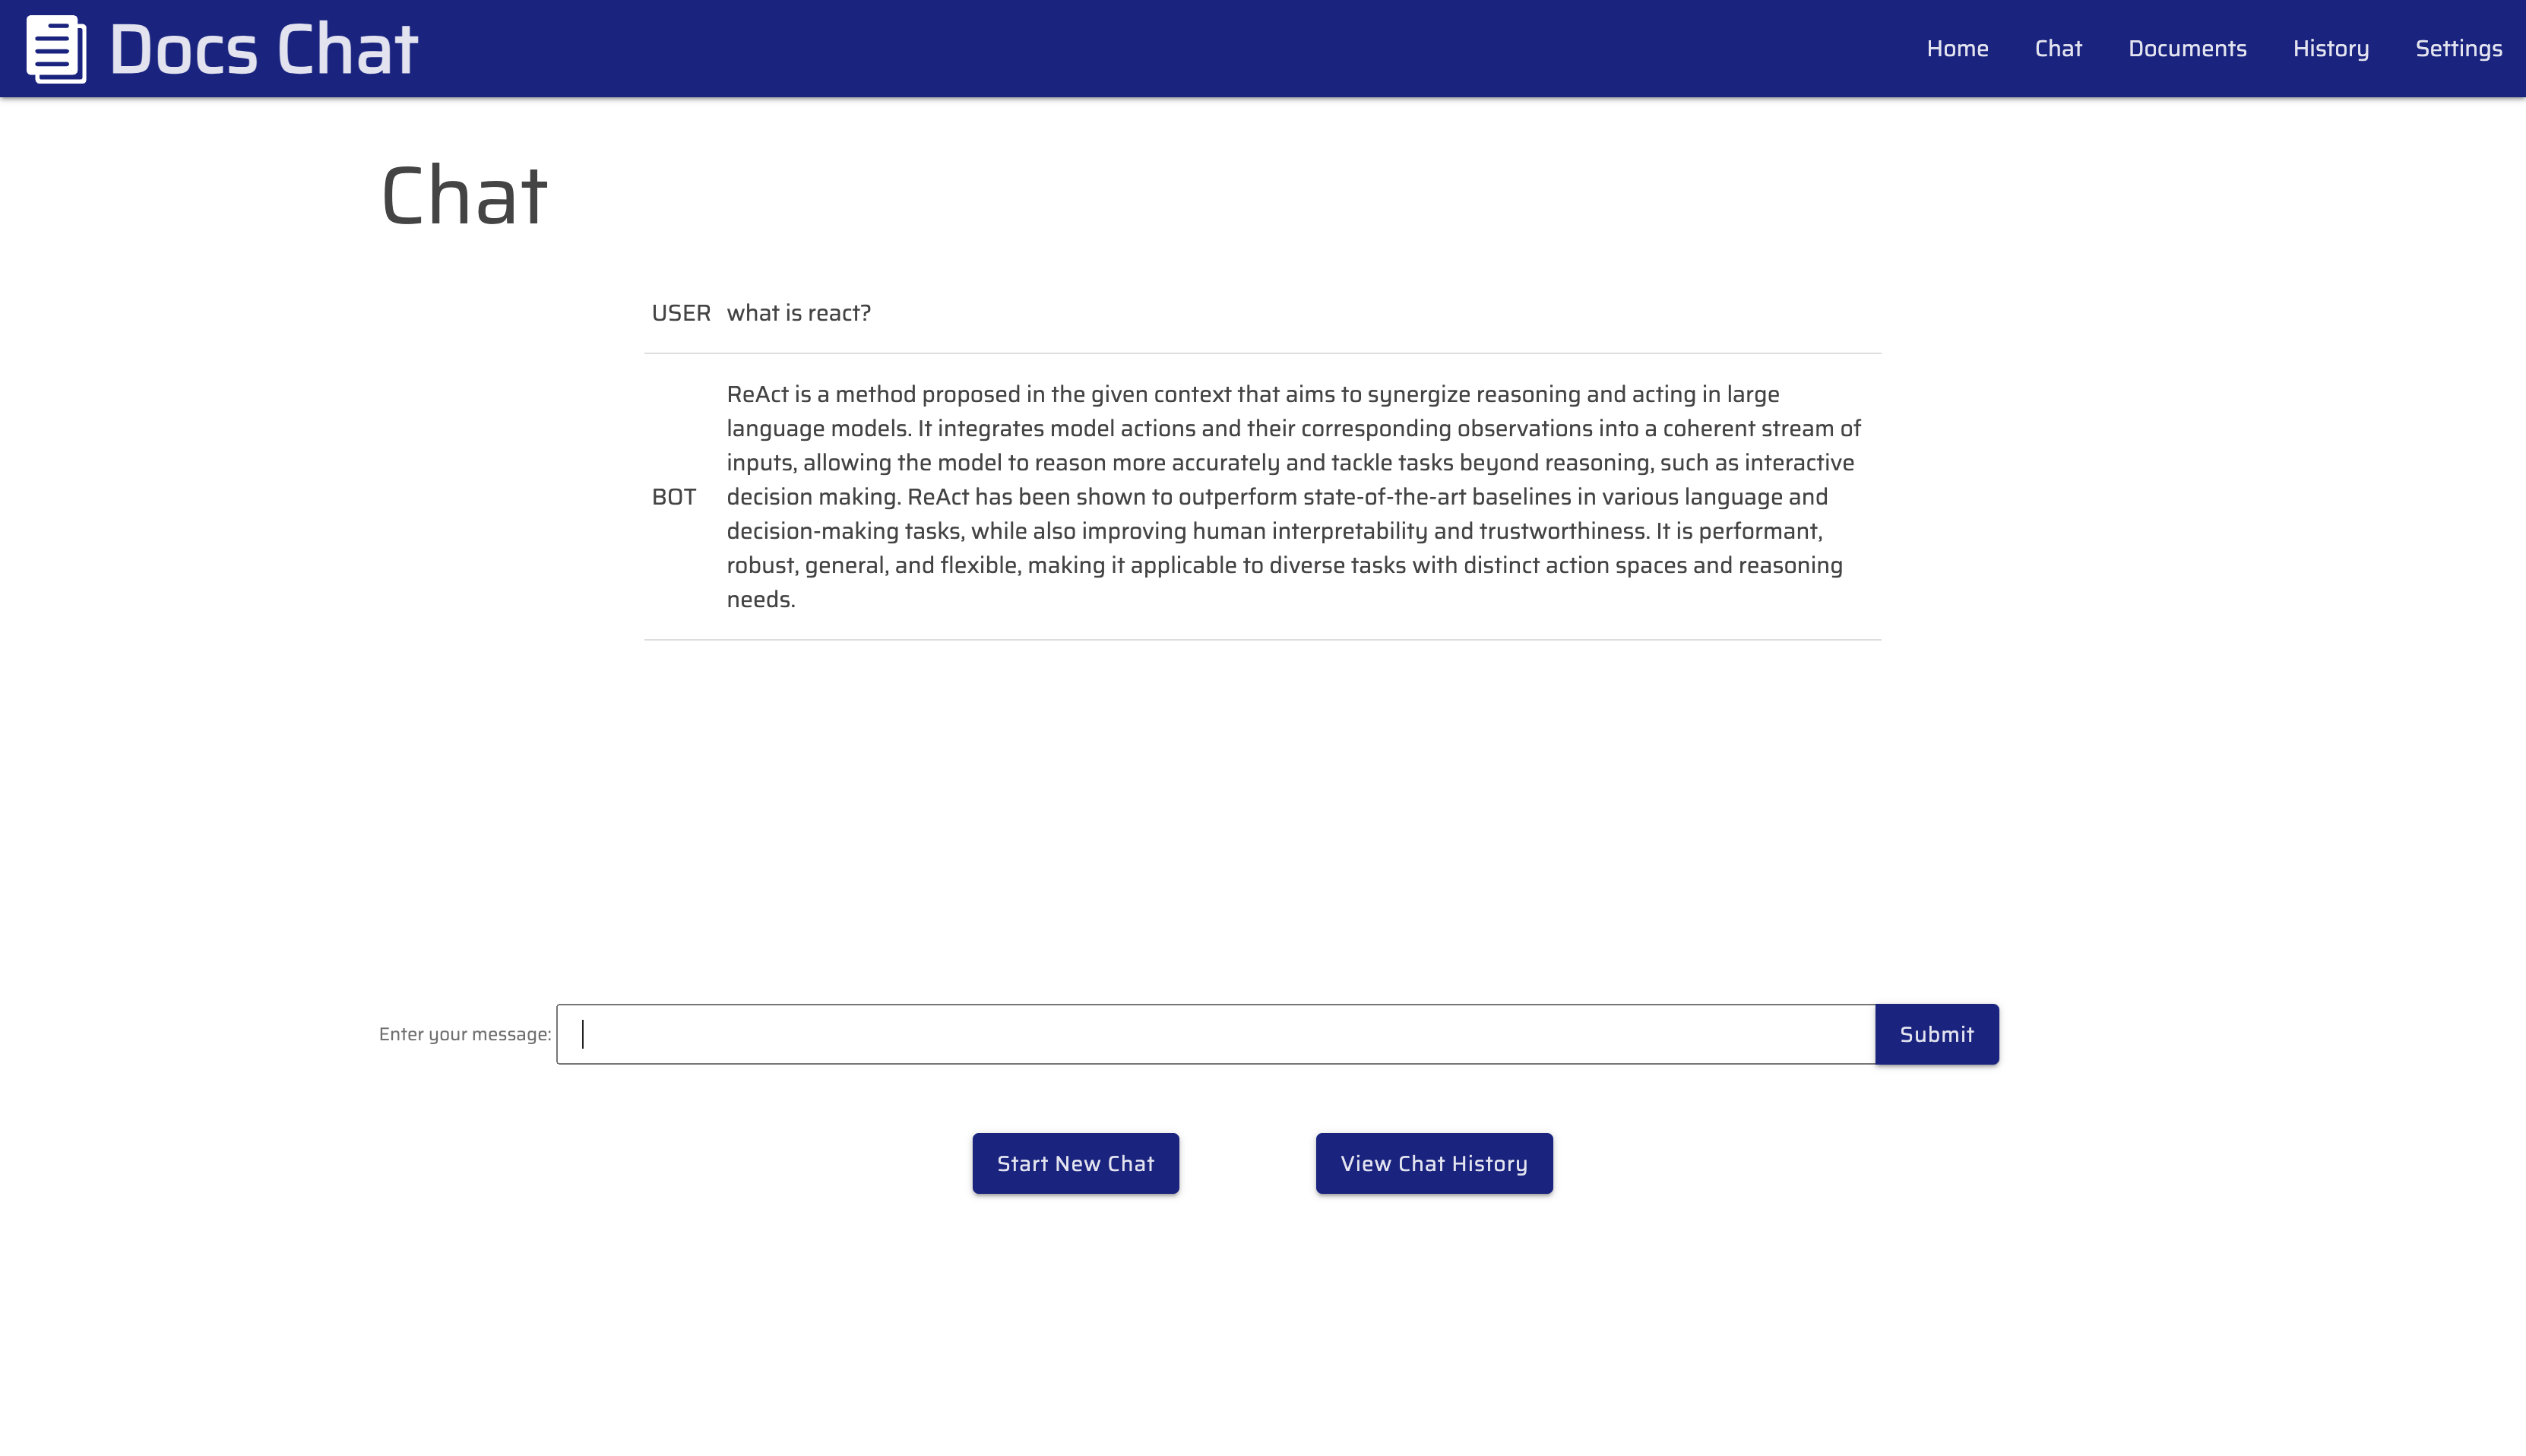 Docs Chat
Home Chat Documents History Settings
Chat
USER what is react?
ReAct is a method proposed in the given context that aims to synergize reasoning and acting in large
language models. It integrates model actions and their corresponding observations into a coherent stream of
inputs, allowing the model to reason more accurately and tackle tasks beyond reasoning, such as interactive
BOT decision making. ReAct has been shown to outperform state-of-the-art baselines in various language and
decision-making tasks, while also improving human interpretability and trustworthiness. It is performant,
robust, general, and flexible, making it applicable to diverse tasks with distinct action spaces and reasoning
needs.
Enter your message: Submit
Start New Chat View Chat History